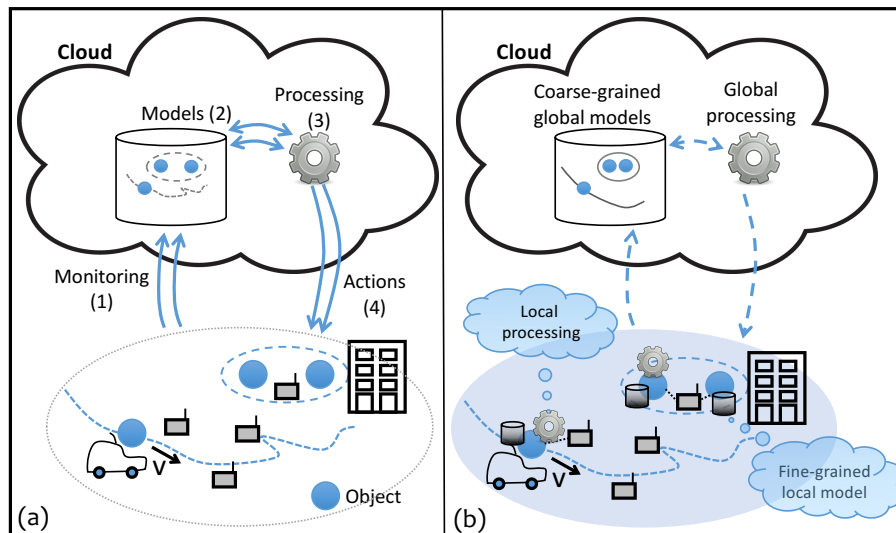 Cloud
Processing
(3)
Models (2)
Monitoring
(1)
Actions
(4)
V
Object
(a)
Cloud
Coarse-grained
global models
Global
processing
Local
processing
V
Fine-grained
local model
(b)